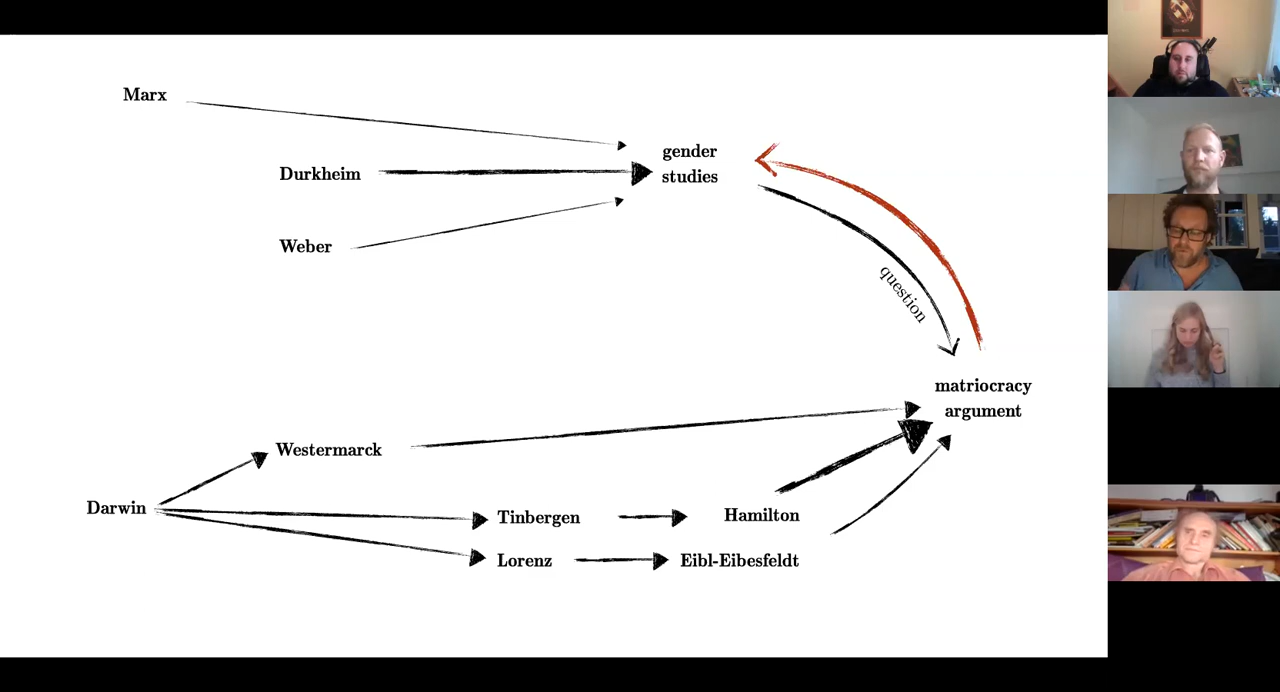 Marx
Durkheim
Weber
gender
studies
question
matriocracy
argument
Westermarck
Darwin
Tinbergen
Hamilton
Lorenz
Eibl-Eibesfeldt